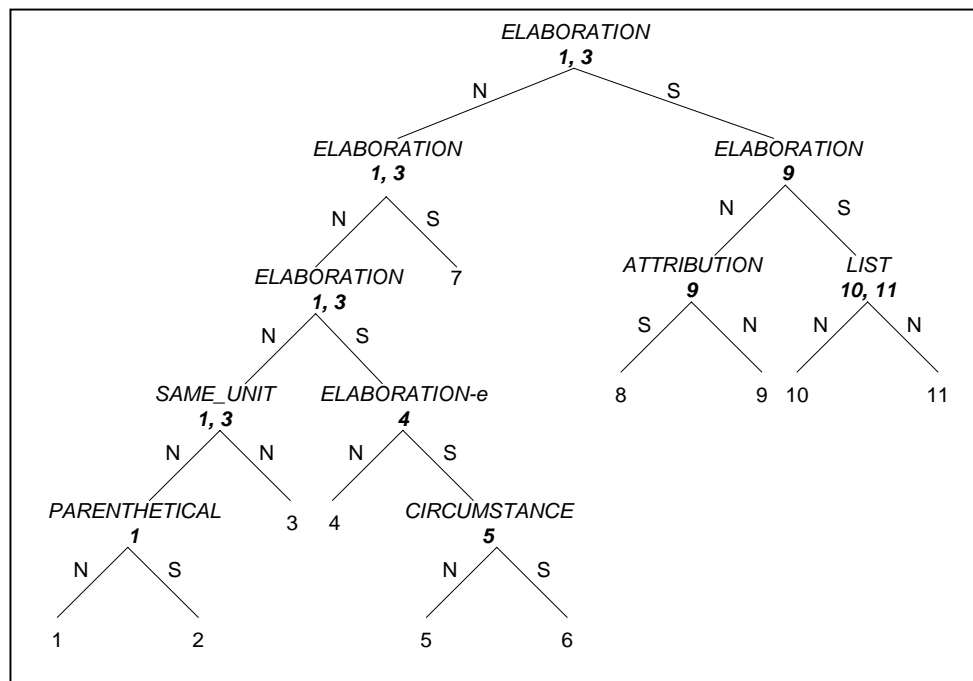 ELABORATION
1, 3
N S
ELABORATION ELABORATION
1, 3 9
N S N S
ELABORATION 7 ATTRIBUTION LIST
1, 3 9 10, 11
N S S N N N
SAME_UNIT ELABORATION-e 8 9 10 11
1, 3 4
N N N S
PARENTHETICAL 3 4 CIRCUMSTANCE
1 5
N S N S
1 2 5 6